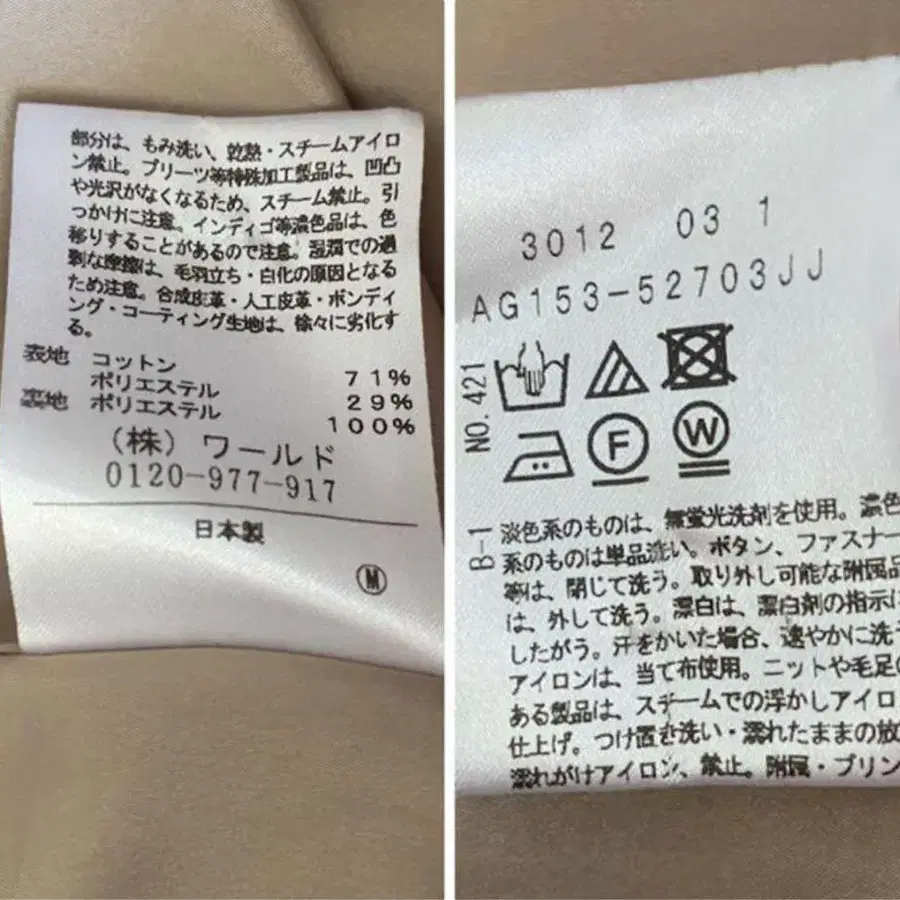 部分は、もみ洗い、乾熱・スチームアイロ
ン禁止。プリーツ等特殊加工製品は、凹凸
や光沢がなくなるため、スチーム禁止。引
っかけに注意。インディゴ等濃色品は、色
移りすることがあるので注意。湿潤での過
剰な摩擦は、毛羽立ち・白化の原因となる
ため注意。合成皮革・人工皮革・ボンディ
ング・コーティング生地は、徐々に劣化す
る。
表地 コットン 71%
ポリエステル 29%
裏地 ポリエステル 100%
(株)ワールド
0120-977-917
日本製
M
3012 03 1
AG153-52703JJ
NO.421
F
W
B-1
淡色系のものは、無蛍光洗剤を使用。濃色
系のものは単品洗い。ボタン、ファスナー
等は、閉じて洗う。取り外し可能な附属品
は、外して洗う。漂白は、漂白剤の指示に
したがう。汗をかいた場合、速やかに洗う
アイロンは、当て布使用。ニットや毛足の
ある製品は、スチームでの浮かしアイロ
仕上げ。つけ置き洗い・濡れたままの放
濡れがけアイロン、禁止。附属・プリン